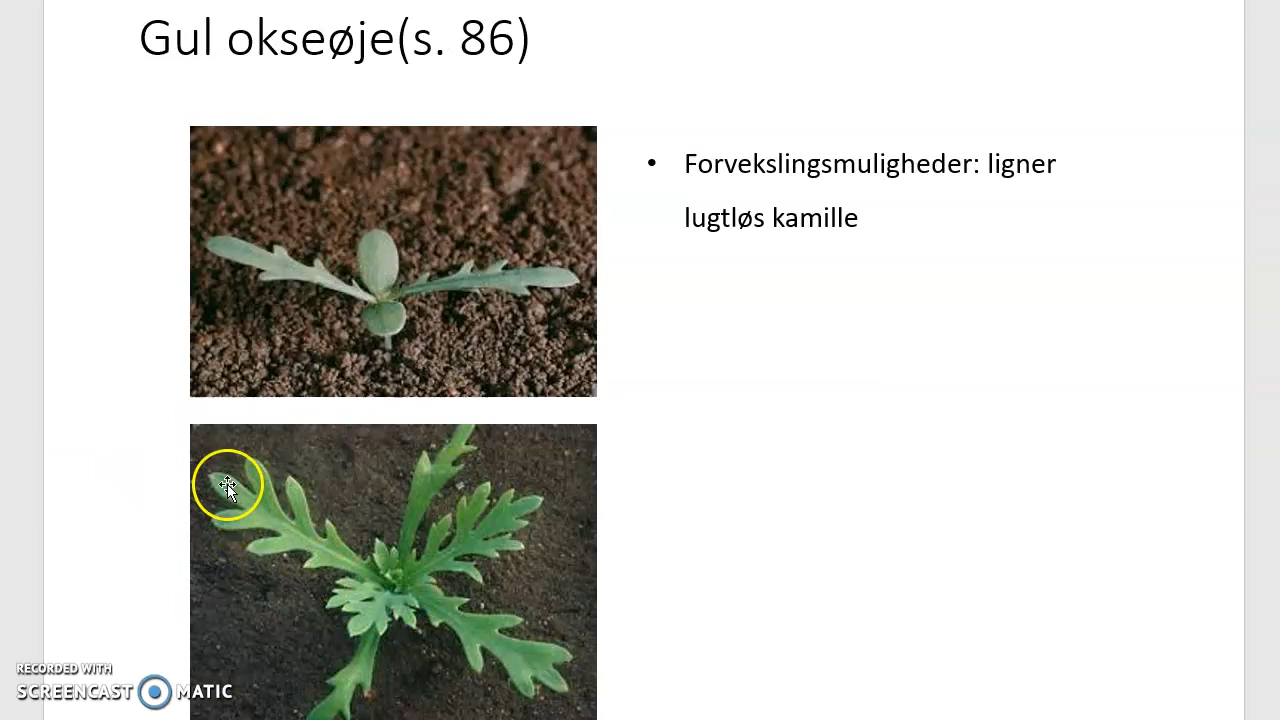 Gul okseøje(s. 86)
• Forvekslingsmuligheder: ligner
lugtløs kamille
RECORDED WITH
SCREENCAST MATIC